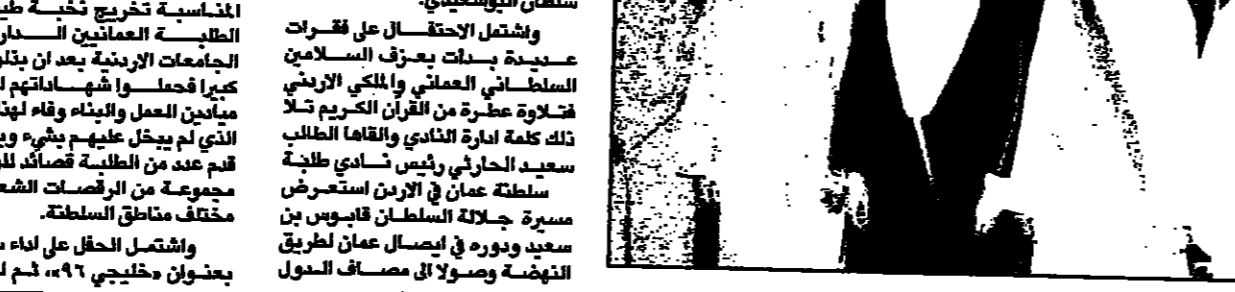 سلطان البوسعيدي.
واشتمل الاحتفال على فقرات
عديدة بدأت بعزف السلامين
السلطاني العماني والملكي الاردني
فتلاوة عطرة من القرآن الكريم تلا
ذلك كلمة ادارة النادي والقاها الطالب
سعيد الحارثي رئيس نادي طلبة
سلطنة عمان في الاردن استعرض
مسيرة جلالة السلطان قابوس بن
سعيد ودوره في ايصال عمان لطريق
النهضة وصولا الى مصاف الدول
المناسبة تخريج نخبة
الطلبة العمانيين
الجامعات الاردنية بعد ان
كبيرا فحملوا شهاداتهم
ميادين العمل والبناء وفاء لهذا
الذي لم يبخل عليهم بشيء
قدم عدد من الطلبة قصائد
مجموعة من الرقصات
مختلف مناطق السلطنة.
واشتمل الحفل على اداء
بعنوان «خليجي ٩٦»، ثم